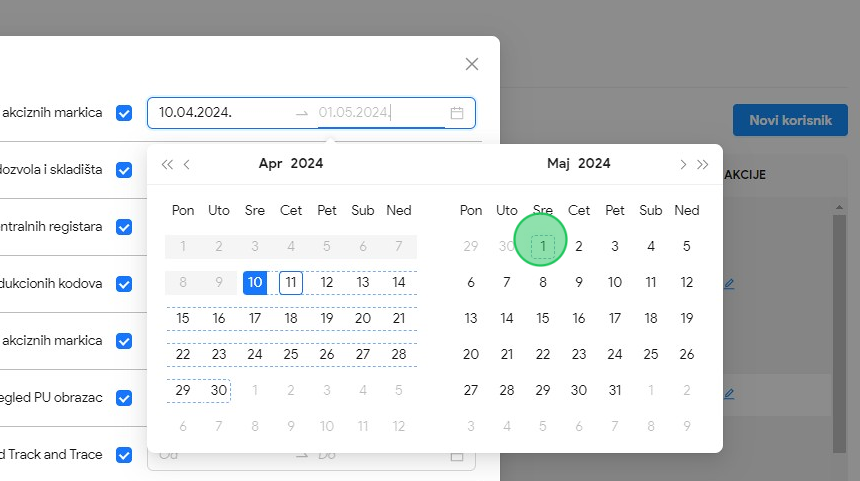 akciznih markica
10.04.2024.
01.05.2024.
Novi korisnik
Apr 2024
Maj 2024
AKCIJE
dozvola i skladišta
Pon Uto Sre Cet Pet Sub Ned
Pon Uto Sre Cet Pet Sub Ned
ntralnih registara
1 2 3 4 5 6 7
29 30 1 2 3 4 5
dukcionih kodova
8 9 10 11 12 13 14
6 7 8 9 10 11 12
15 16 17 18 19 20 21
13 14 15 16 17 18 19
akciznih markica
22 23 24 25 26 27 28
20 21 22 23 24 25 26
egled PU obrazac
29 30 1 2 3 4 5
27 28 29 30 31 1 2
6 7 8 9 10 11 12
3 4 5 6 7 8 9
d Track and Trace
Od
Do